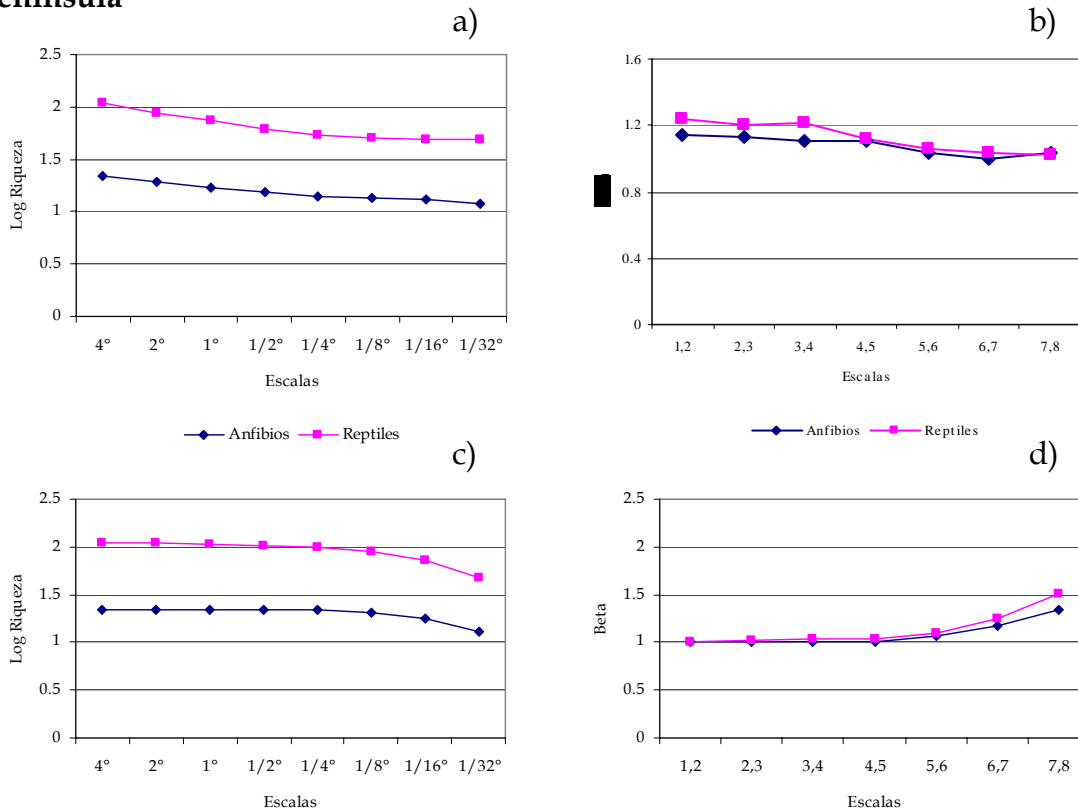 a)
2.5
2
1.5
1
0.5
0
Log Riqueza
4° 2° 1° 1/2° 1/4° 1/8° 1/16° 1/32°
Escalas
Anfibios Reptiles
b)
1.6
1.2
0.8
0.4
0
1,2 2,3 3,4 4,5 5,6 6,7 7,8
Escalas
Anfibios Reptiles
c)
2.5
2
1.5
1
0.5
0
Log Riqueza
4° 2° 1° 1/2° 1/4° 1/8° 1/16° 1/32°
Escalas
d)
2.5
2
1.5
1
0.5
0
Beta
1,2 2,3 3,4 4,5 5,6 6,7 7,8
Escalas